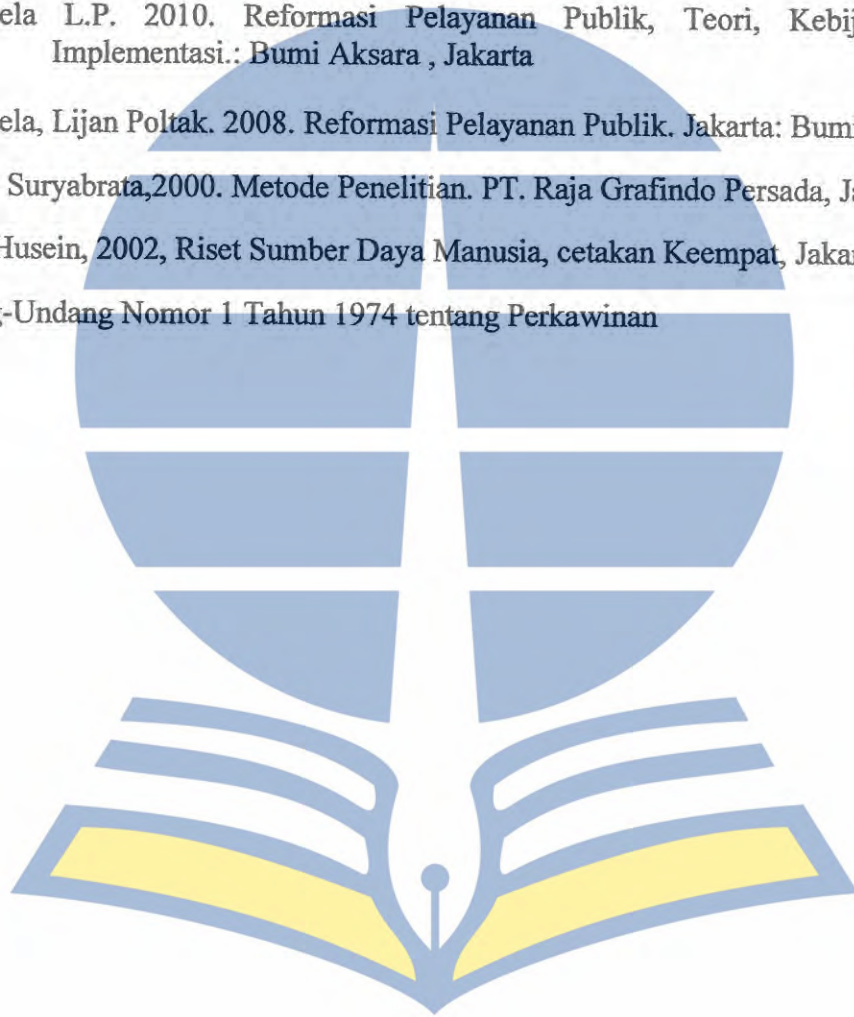 ela L.P. 2010. Reformasi Pelayanan Publik, Teori, Kebij
Implementasi.: Bumi Aksara , Jakarta
ela, Lijan Poltak. 2008. Reformasi Pelayanan Publik. Jakarta: Bumi
Suryabrata,2000. Metode Penelitian. PT. Raja Grafindo Persada, Ja
Husein, 2002, Riset Sumber Daya Manusia, cetakan Keempat, Jakar
-Undang Nomor 1 Tahun 1974 tentang Perkawinan